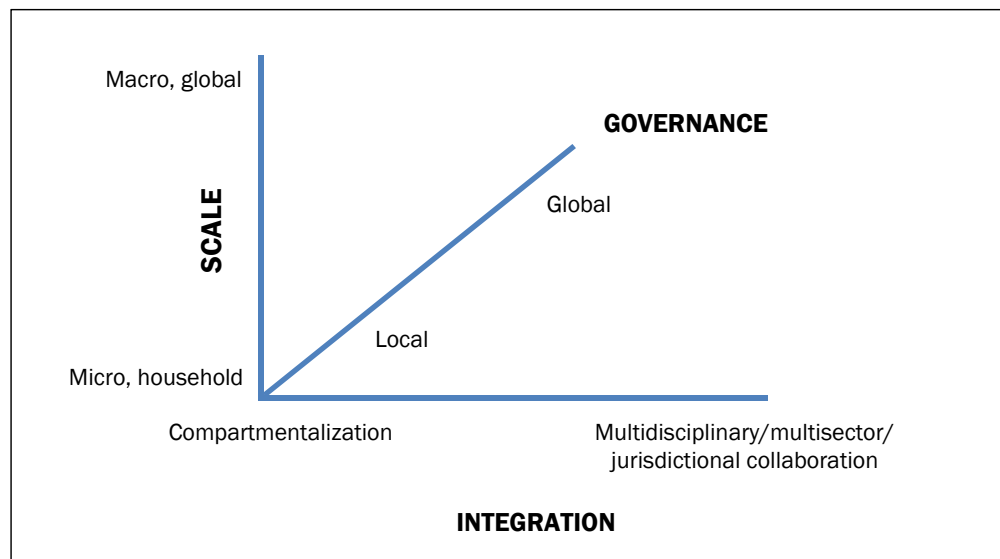 Macro, global
GOVERNANCE
SCALE
Global
Local
Micro, household
Compartmentalization
Multidisciplinary/multisector/
jurisdictional collaboration
INTEGRATION